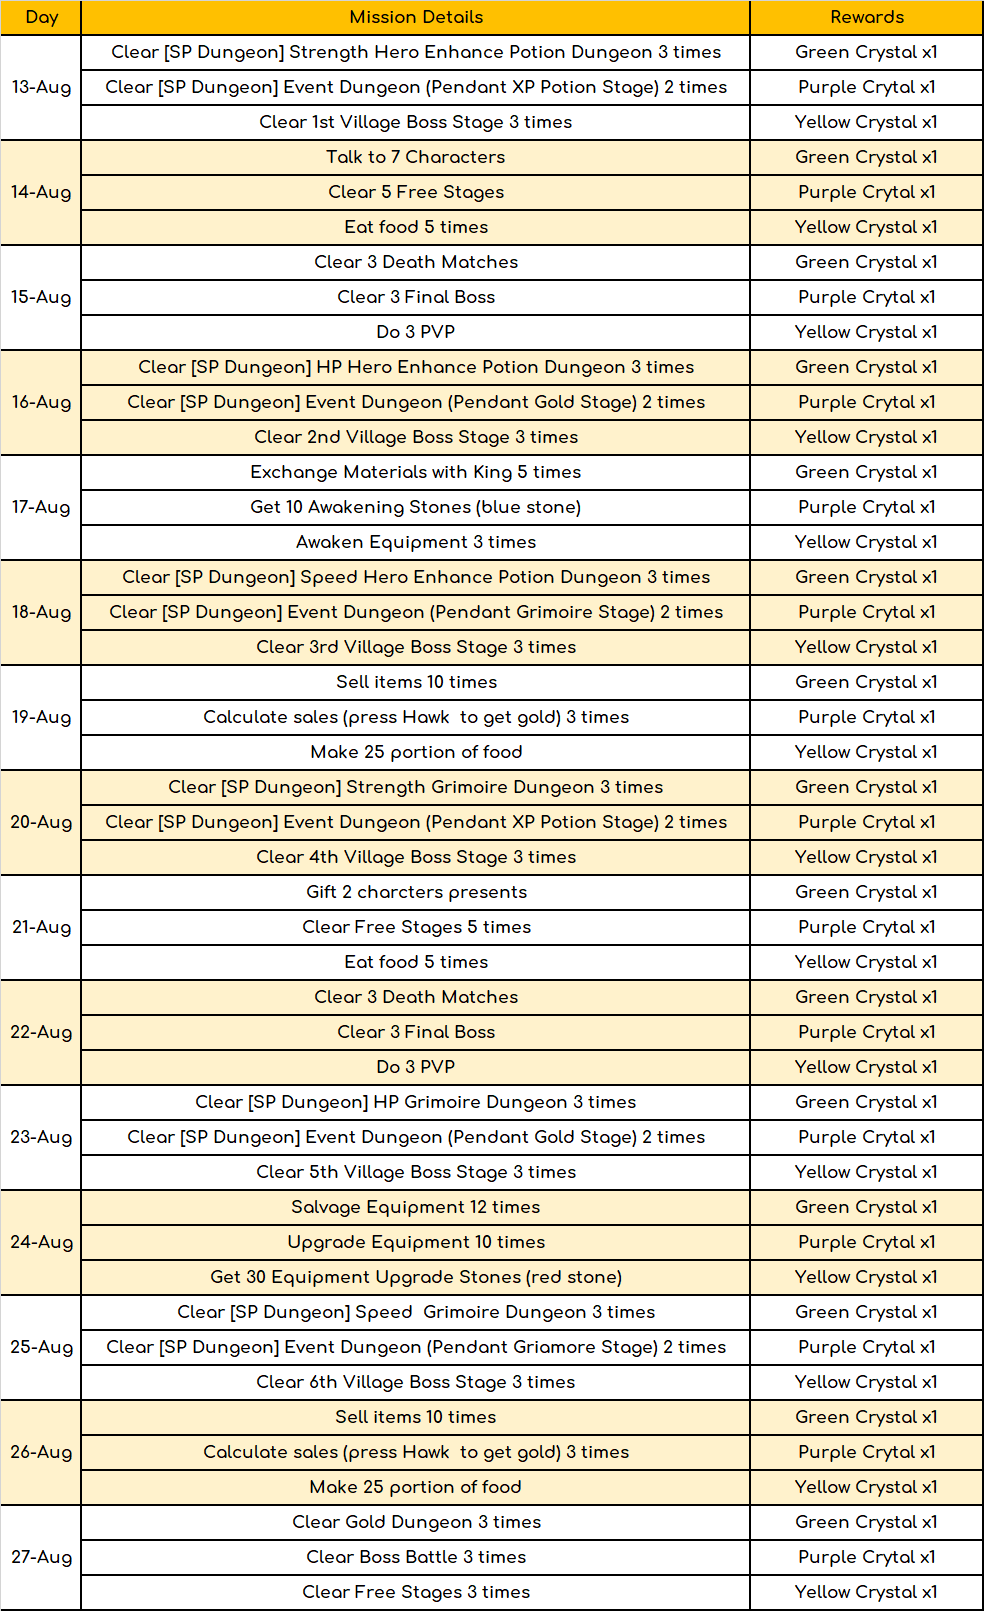 Day Mission Details Rewards
Clear [SP Dungeon] Strength Hero Enhance Potion Dungeon 3 times Green Crystal x1
13-Aug Clear [SP Dungeon] Event Dungeon (Pendant XP Potion Stage) 2 times Purple Crytal x1
Clear 1st Village Boss Stage 3 times Yellow Crystal x1
Talk to 7 Characters Green Crystal x1
14-Aug Clear 5 Free Stages Purple Crytal x1
Eat food 5 times Yellow Crystal x1
Clear 3 Death Matches Green Crystal x1
15-Aug Clear 3 Final Boss Purple Crytal x1
Do 3 PVP Yellow Crystal x1
Clear [SP Dungeon] HP Hero Enhance Potion Dungeon 3 times Green Crystal x1
16-Aug Clear [SP Dungeon] Event Dungeon (Pendant Gold Stage) 2 times Purple Crytal x1
Clear 2nd Village Boss Stage 3 times Yellow Crystal x1
Exchange Materials with King 5 times Green Crystal x1
17-Aug Get 10 Awakening Stones (blue stone) Purple Crytal x1
Awaken Equipment 3 times Yellow Crystal x1
Clear [SP Dungeon] Speed Hero Enhance Potion Dungeon 3 times Green Crystal x1
18-Aug Clear [SP Dungeon] Event Dungeon (Pendant Grimoire Stage) 2 times Purple Crytal x1
Clear 3rd Village Boss Stage 3 times Yellow Crystal x1
Sell items 10 times Green Crystal x1
19-Aug Calculate sales (press Hawk  to get gold) 3 times Purple Crytal x1
Make 25 portion of food Yellow Crystal x1
Clear [SP Dungeon] Strength Grimoire Dungeon 3 times Green Crystal x1
20-Aug Clear [SP Dungeon] Event Dungeon (Pendant XP Potion Stage) 2 times Purple Crytal x1
Clear 4th Village Boss Stage 3 times Yellow Crystal x1
Gift 2 charcters presents Green Crystal x1
21-Aug Clear Free Stages 5 times Purple Crytal x1
Eat food 5 times Yellow Crystal x1
Clear 3 Death Matches Green Crystal x1
22-Aug Clear 3 Final Boss Purple Crytal x1
Do 3 PVP Yellow Crystal x1
Clear [SP Dungeon] HP Grimoire Dungeon 3 times Green Crystal x1
23-Aug Clear [SP Dungeon] Event Dungeon (Pendant Gold Stage) 2 times Purple Crytal x1
Clear 5th Village Boss Stage 3 times Yellow Crystal x1
Salvage Equipment 12 times Green Crystal x1
24-Aug Upgrade Equipment 10 times Purple Crytal x1
Get 30 Equipment Upgrade Stones (red stone) Yellow Crystal x1
Clear [SP Dungeon] Speed  Grimoire Dungeon 3 times Green Crystal x1
25-Aug Clear [SP Dungeon] Event Dungeon (Pendant Griamore Stage) 2 times Purple Crytal x1
Clear 6th Village Boss Stage 3 times Yellow Crystal x1
Sell items 10 times Green Crystal x1
26-Aug Calculate sales (press Hawk  to get gold) 3 times Purple Crytal x1
Make 25 portion of food Yellow Crystal x1
Clear Gold Dungeon 3 times Green Crystal x1
27-Aug Clear Boss Battle 3 times Purple Crytal x1
Clear Free Stages 3 times Yellow Crystal x1